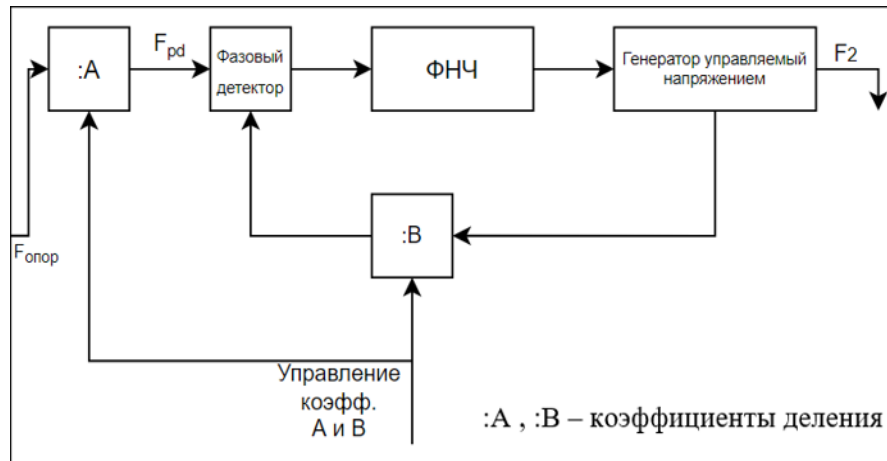 :A
Fpd
Фазовый
детектор
ФНЧ
Генератор управляемый
напряжением
F2
Fопор
:B
Управление
коэфф.
А и В
:А , :В – коэффициенты деления